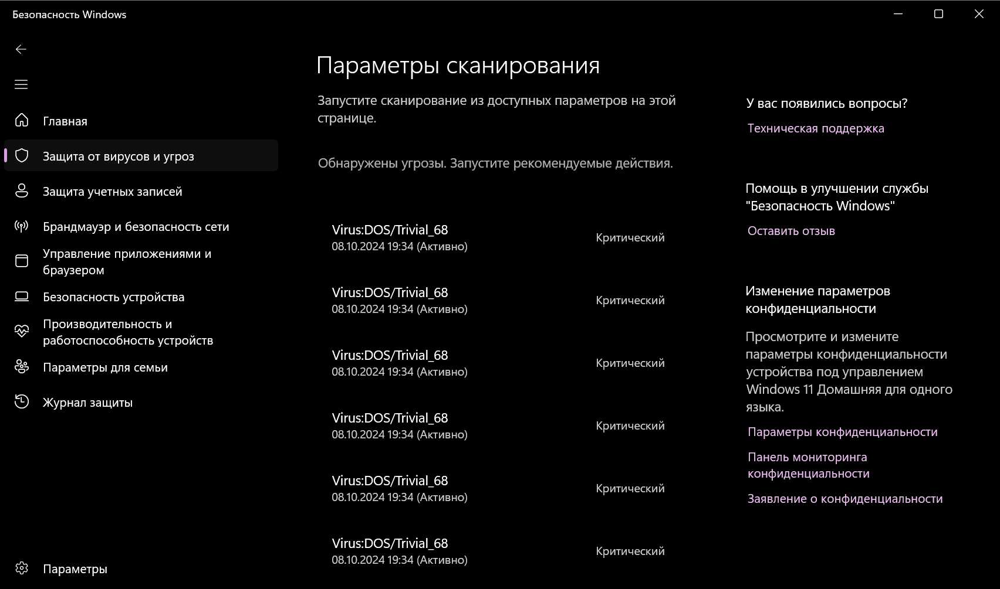 Безопасность Windows
Главная
Защита от вирусов и угроз
Защита учетных записей
Брандмауэр и безопасность сети
Управление приложениями и
браузером
Безопасность устройства
Производительность и
работоспособность устройств
Параметры для семьи
Журнал защиты
Параметры
Параметры сканирования
Запустите сканирование из доступных параметров на этой
странице.
Обнаружены угрозы. Запустите рекомендуемые действия.
Virus:DOS/Trivial_68
08.10.2024 19:34 (Активно)
Критический
Virus:DOS/Trivial_68
08.10.2024 19:34 (Активно)
Критический
Virus:DOS/Trivial_68
08.10.2024 19:34 (Активно)
Критический
Virus:DOS/Trivial_68
08.10.2024 19:34 (Активно)
Критический
Virus:DOS/Trivial_68
08.10.2024 19:34 (Активно)
Критический
Virus:DOS/Trivial_68
08.10.2024 19:34 (Активно)
Критический
У вас появились вопросы?
Техническая поддержка
Помощь в улучшении службы
"Безопасность Windows"
Оставить отзыв
Изменение параметров
конфиденциальности
Просмотрите и измените
параметры конфиденциальности
устройства под управлением
Windows 11 Домашняя для одного
языка.
Параметры конфиденциальности
Панель мониторинга
конфиденциальности
Заявление о конфиденциальности